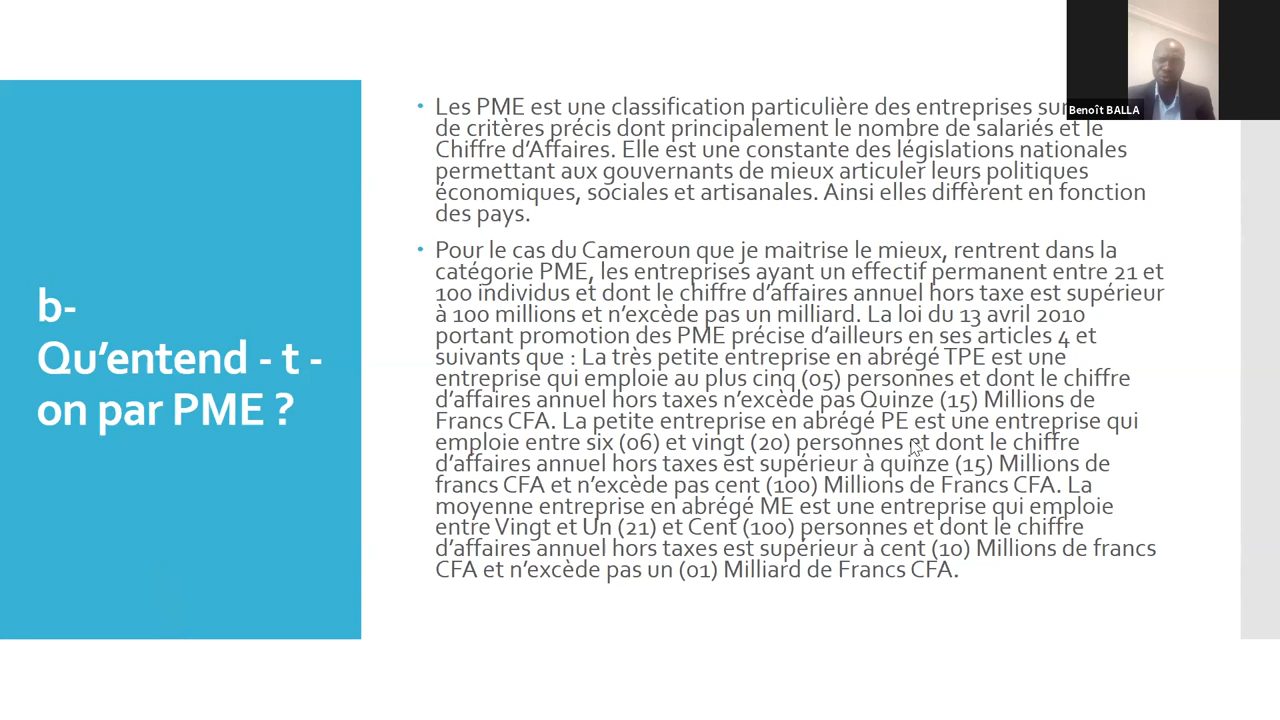 b-
Qu'entend - t -
on par PME ?
Benoît BALLA
• Les PME est une classification particulière des entreprises sur
de critères précis dont principalement le nombre de salariés et le
Chiffre d'Affaires. Elle est une constante des législations nationales
permettant aux gouvernants de mieux articuler leurs politiques
économiques, sociales et artisanales. Ainsi elles diffèrent en fonction
des pays.
• Pour le cas du Cameroun que je maitrise le mieux, rentrent dans la
catégorie PME, les entreprises ayant un effectif permanent entre 21 et
100 individus et dont le chiffre d'affaires annuel hors taxe est supérieur
à 100 millions et n'excède pas un milliard. La loi du 13 avril 2010
portant promotion des PME précise d'ailleurs en ses articles 4 et
suivants que : La très petite entreprise en abrégé TPE est une
entreprise qui emploie au plus cinq (05) personnes et dont le chiffre
d'affaires annuel hors taxes n'excède pas Quinze (15) Millions de
Francs CFA. La petite entreprise en abrégé PE est une entreprise qui
emploie entre six (06) et vingt (20) personnes et dont le chiffre
d'affaires annuel hors taxes est supérieur à quinze (15) Millions de
francs CFA et n'excède pas cent (100) Millions de Francs CFA. La
moyenne entreprise en abrégé ME est une entreprise qui emploie
entre Vingt et Un (21) et Cent (100) personnes et dont le chiffre
d'affaires annuel hors taxes est supérieur à cent (10) Millions de francs
CFA et n'excède pas un (01) Milliard de Francs CFA.